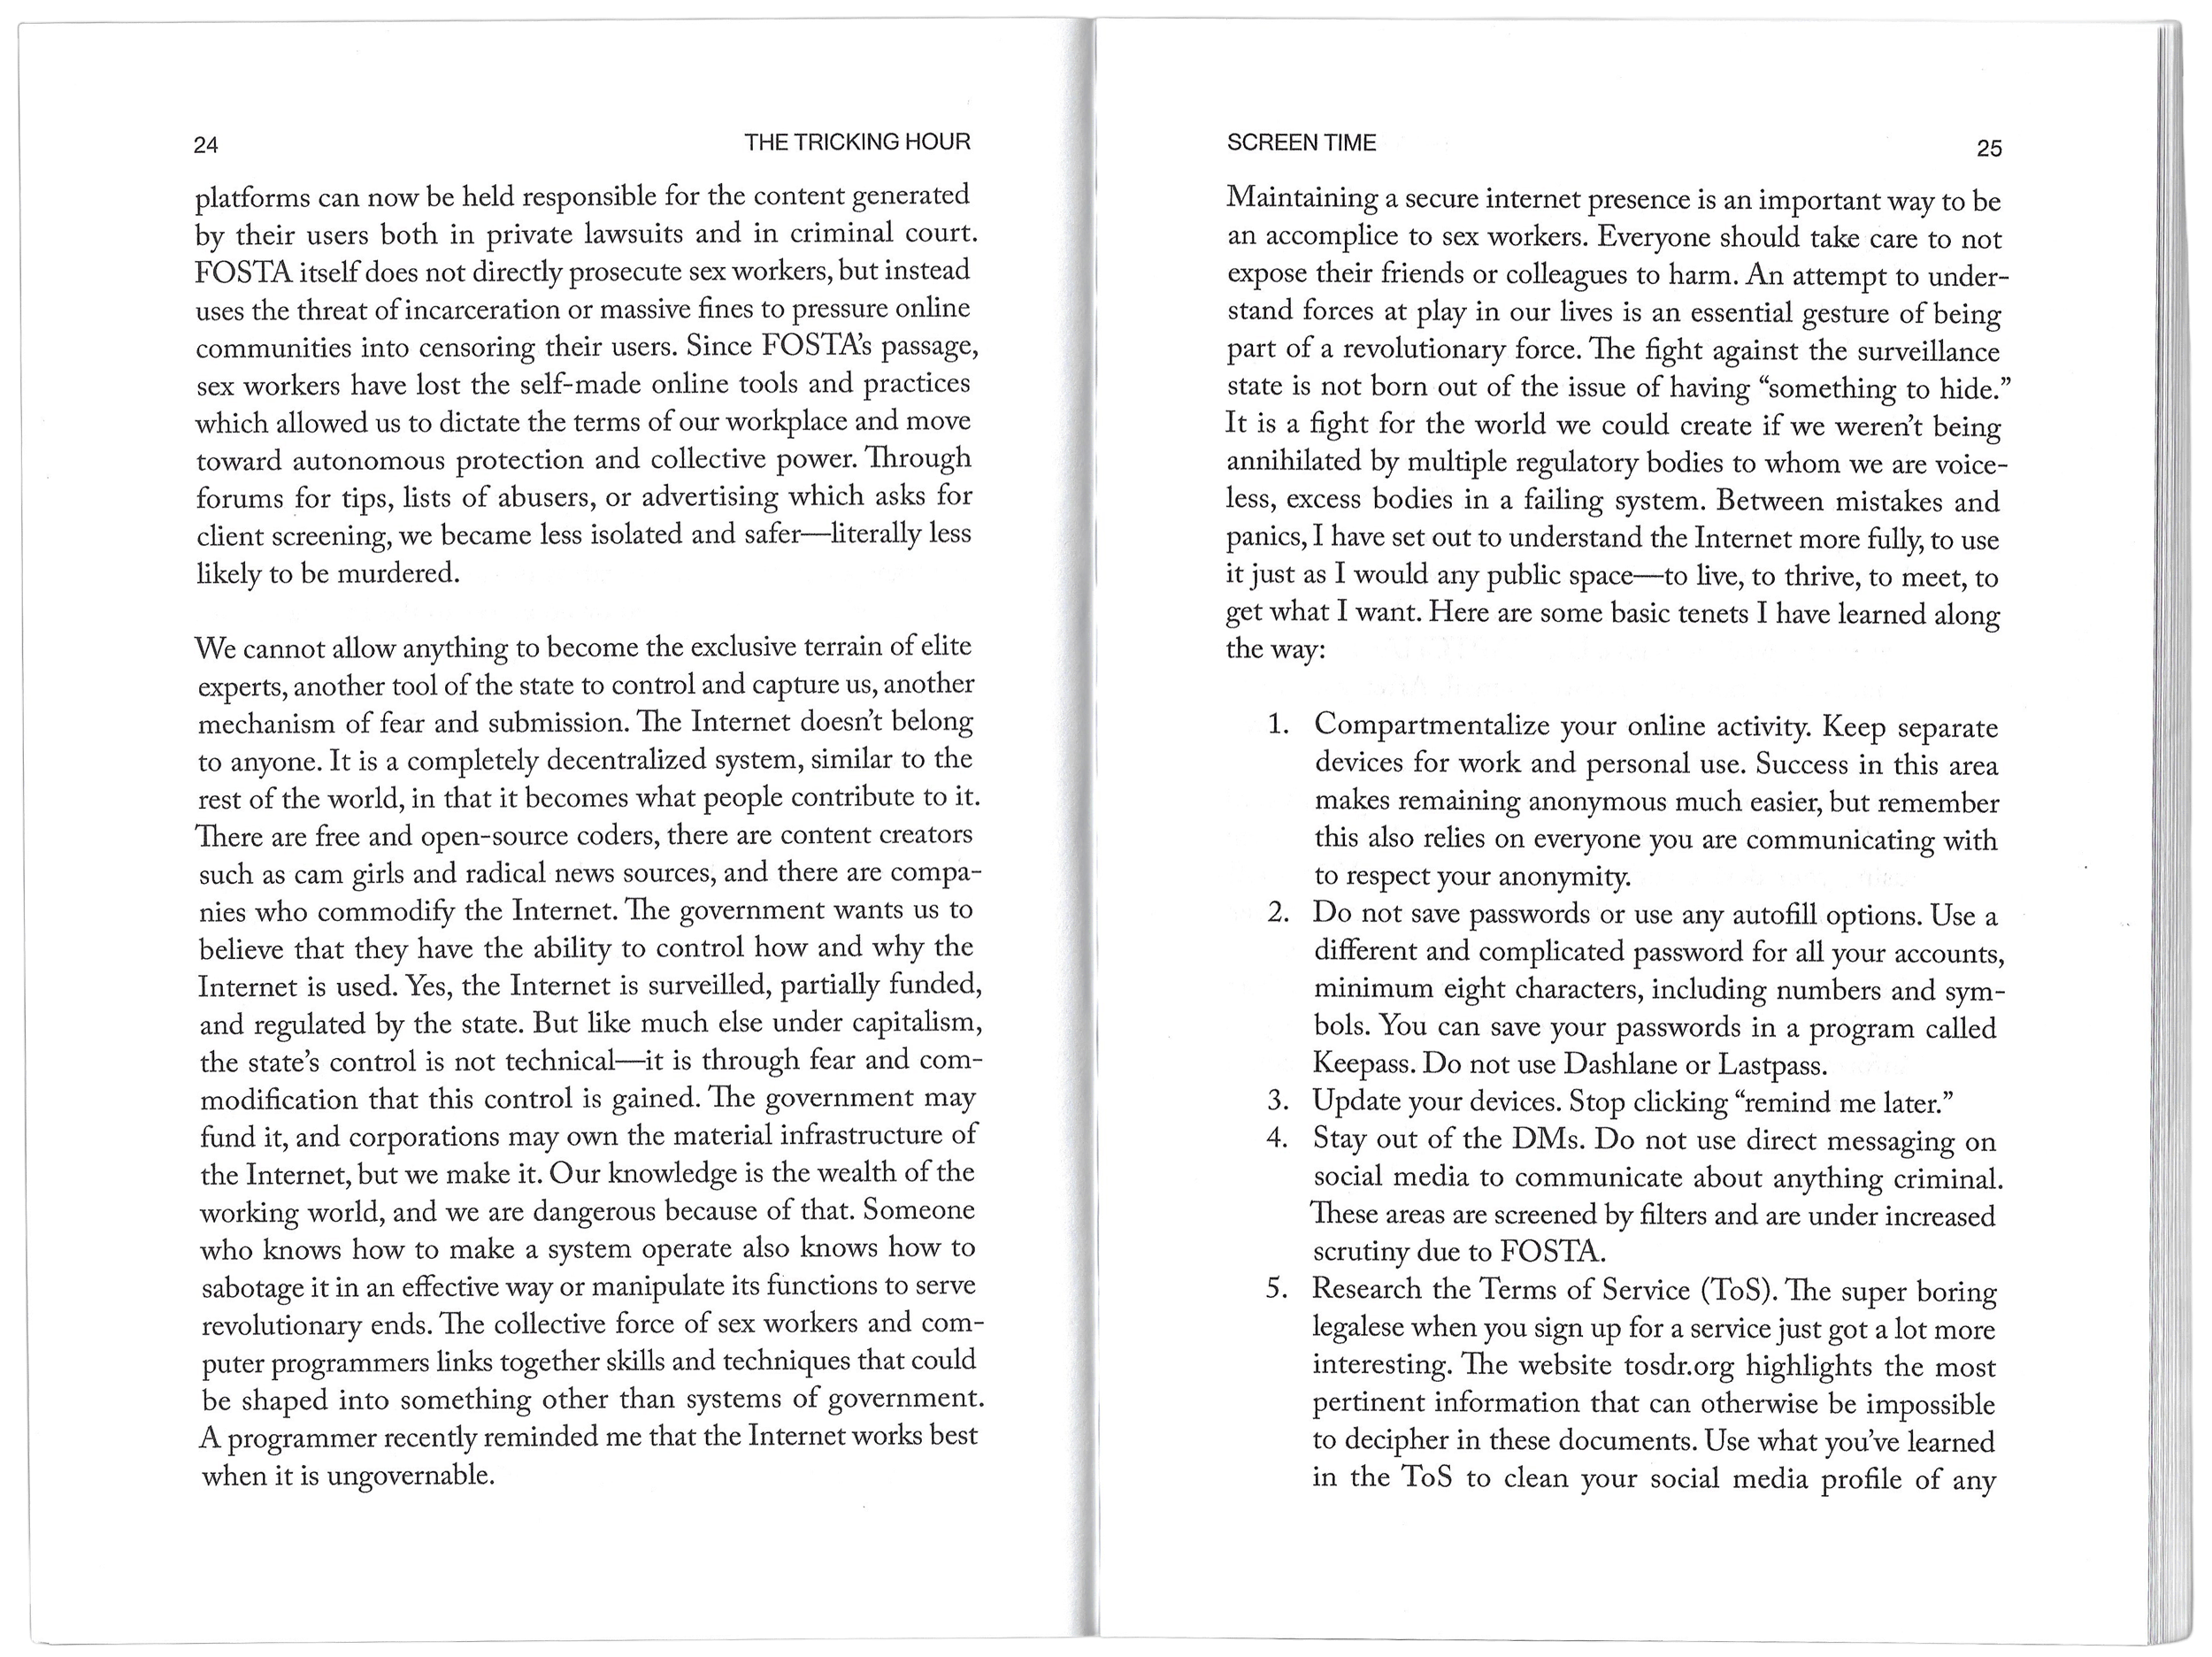 24
THE TRICKING HOUR
platforms can now be held responsible for the content generated
by their users both in private lawsuits and in criminal court.
FOSTA itself does not directly prosecute sex workers, but instead
uses the threat of incarceration or massive fines to pressure online
communities into censoring their users. Since FOSTA's passage,
sex workers have lost the self-made online tools and practices
which allowed us to dictate the terms of our workplace and move
toward autonomous protection and collective power. Through
forums for tips, lists of abusers, or advertising which asks for
client screening, we became less isolated and safer—literally less
likely to be murdered.
We cannot allow anything to become the exclusive terrain of elite
experts, another tool of the state to control and capture us, another
mechanism of fear and submission. The Internet doesn't belong
to anyone. It is a completely decentralized system, similar to the
rest of the world, in that it becomes what people contribute to it.
There are free and open-source coders, there are content creators
such as cam girls and radical news sources, and there are compa-
nies who commodify the Internet. The government wants us to
believe that they have the ability to control how and why the
Internet is used. Yes, the Internet is surveilled, partially funded,
and regulated by the state. But like much else under capitalism,
the state's control is not technical—it is through fear and com-
modification that this control is gained. The government may
fund it, and corporations may own the material infrastructure of
the Internet, but we make it. Our knowledge is the wealth of the
working world, and we are dangerous because of that. Someone
who knows how to make a system operate also knows how to
sabotage it in an effective way or manipulate its functions to serve
revolutionary ends. The collective force of sex workers and com-
puter programmers links together skills and techniques that could
be shaped into something other than systems of government.
A programmer recently reminded me that the Internet works best
when it is ungovernable.
SCREEN TIME
25
Maintaining a secure internet presence is an important way to be
an accomplice to sex workers. Everyone should take care to not
expose their friends or colleagues to harm. An attempt to under-
stand forces at play in our lives is an essential gesture of being
part of a revolutionary force. The fight against the surveillance
state is not born out of the issue of having “something to hide.”
It is a fight for the world we could create if we weren't being
annihilated by multiple regulatory bodies to whom we are voice-
less, excess bodies in a failing system. Between mistakes and
panics, I have set out to understand the Internet more fully, to use
it just as I would any public space—to live, to thrive, to meet, to
get what I want. Here are some basic tenets I have learned along
the way:
1. Compartmentalize your online activity. Keep separate
devices for work and personal use. Success in this area
makes remaining anonymous much easier, but remember
this also relies on everyone you are communicating with
to respect your anonymity.
2. Do not save passwords or use any autofill options. Use a
different and complicated password for all your accounts,
minimum eight characters, including numbers and sym-
bols. You can save your passwords in a program called
Keepass. Do not use Dashlane or Lastpass.
3. Update your devices. Stop clicking “remind me later.”
4. Stay out of the DMs. Do not use direct messaging on
social media to communicate about anything criminal.
These areas are screened by filters and are under increased
scrutiny due to FOSTA.
5. Research the Terms of Service (ToS). The super boring
legalese when you sign up for a service just got a lot more
interesting. The website tosdr.org highlights the most
pertinent information that can otherwise be impossible
to decipher in these documents. Use what you've learned
in the ToS to clean your social media profile of any